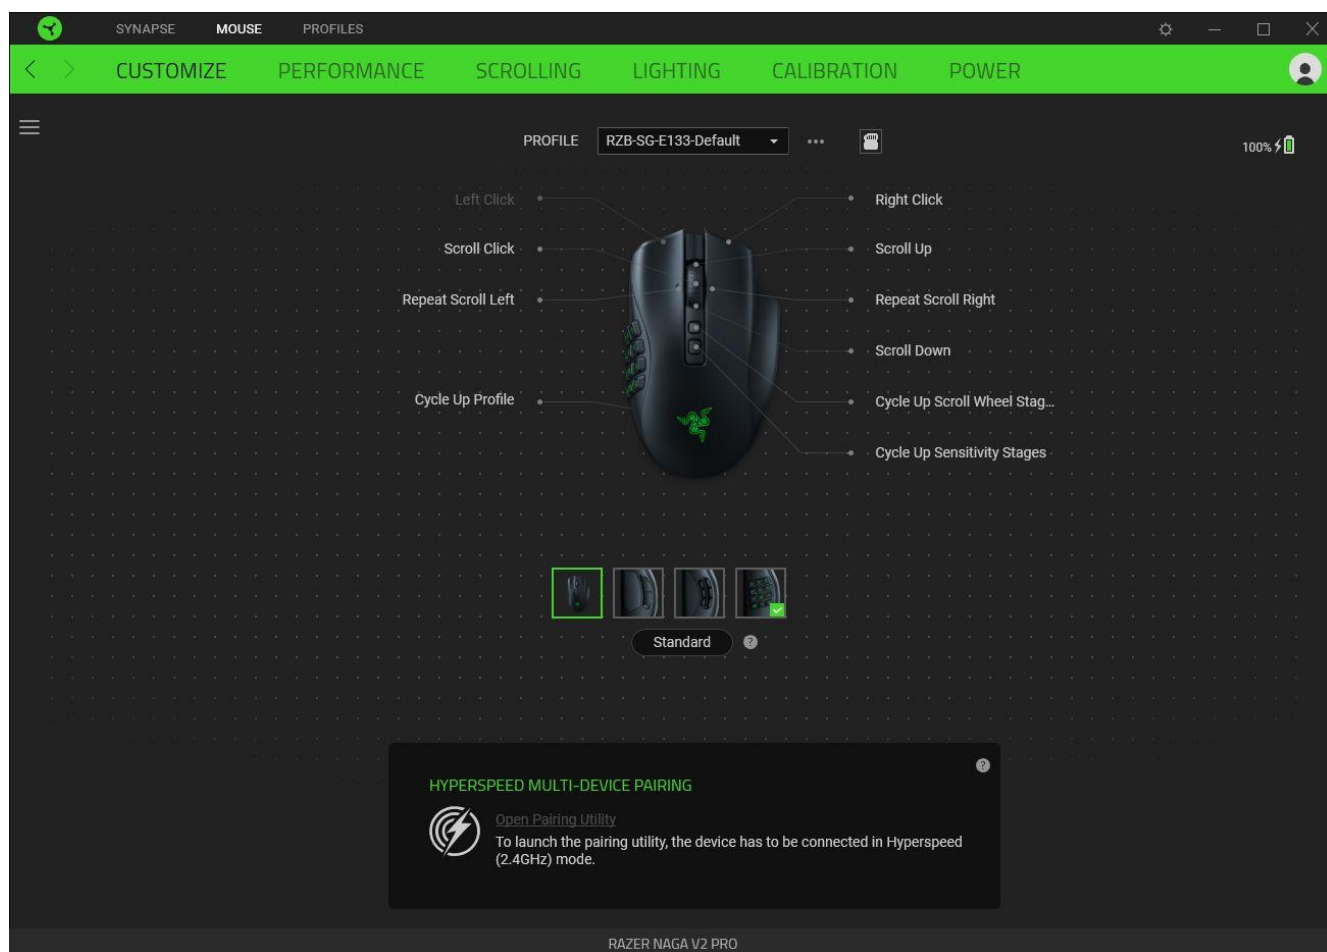 SYNAPSE MOUSE PROFILES
CUSTOMIZE PERFORMANCE SCROLLING LIGHTING CALIBRATION POWER
PROFILE RZB-SG-E133-Default
100%
Left Click Right Click
Scroll Click Scroll Up
Repeat Scroll Left Repeat Scroll Right
Scroll Down
Cycle Up Profile Cycle Up Scroll Wheel Stag...
Cycle Up Sensitivity Stages
Standard ?
?
HYPERSPEED MULTI-DEVICE PAIRING
Open Pairing Utility
To launch the pairing utility, the device has to be connected in Hyperspeed
(2.4GHz) mode.
RAZER NAGA V2 PRO